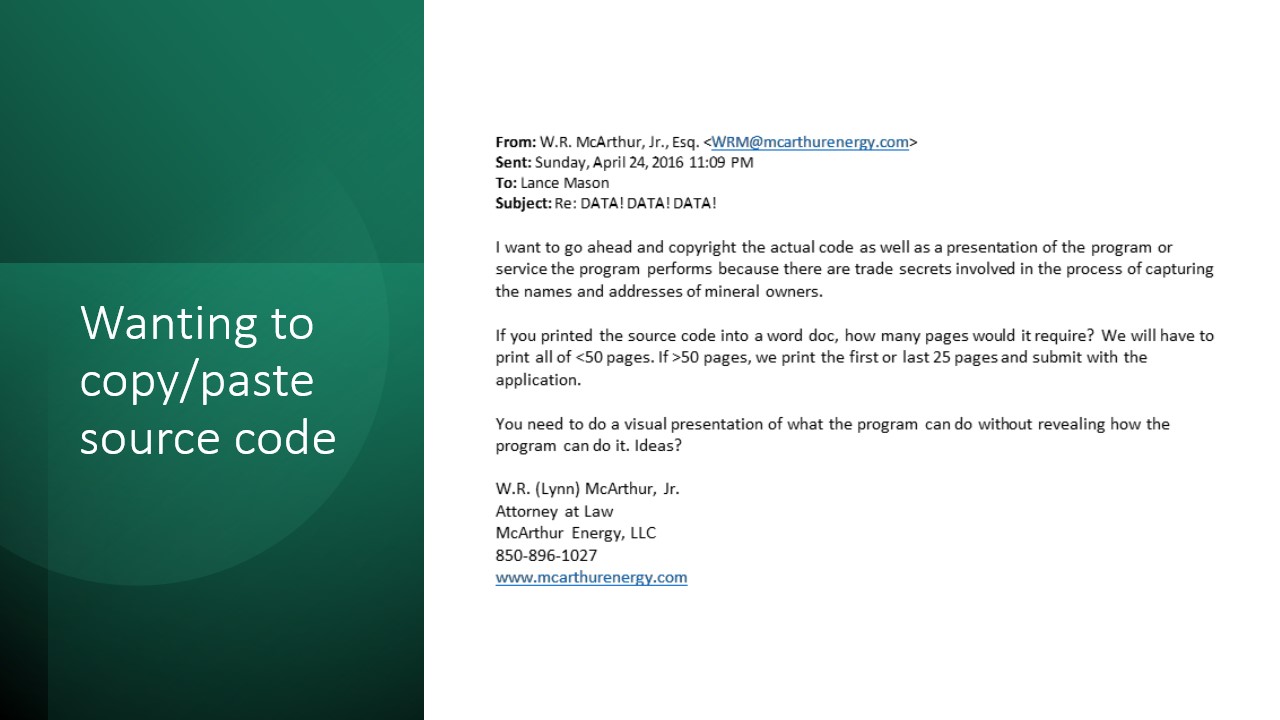 Wanting to
copy/paste
source code
From: W.R. McArthur, Jr., Esq. <WRM@mcarthurenergy.com>
Sent: Sunday, April 24, 2016 11:09 PM
To: Lance Mason
Subject: Re: DATA! DATA! DATA!
I want to go ahead and copyright the actual code as well as a presentation of the program or
service the program performs because there are trade secrets involved in the process of capturing
the names and addresses of mineral owners.
If you printed the source code into a word doc, how many pages would it require? We will have to
print all of <50 pages. If >50 pages, we print the first or last 25 pages and submit with the
application.
You need to do a visual presentation of what the program can do without revealing how the
program can do it. Ideas?
W.R. (Lynn) McArthur, Jr.
Attorney at Law
McArthur Energy, LLC
850-896-1027
www.mcarthurenergy.com